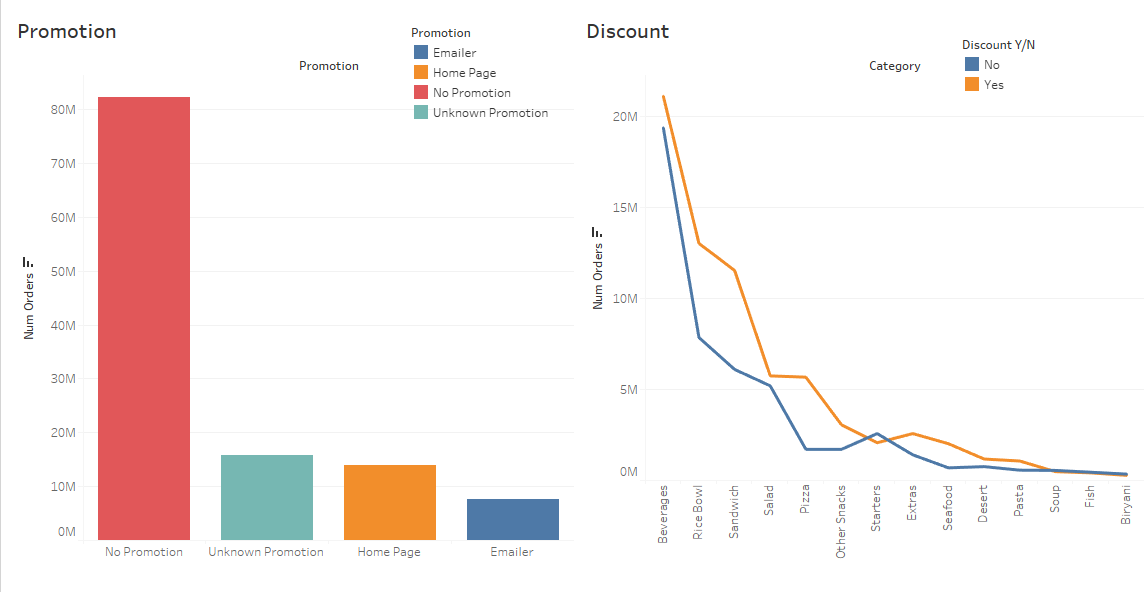 Promotion
Promotion
Emailer
Home Page
No Promotion
Unknown Promotion
Promotion
80M
70M
60M
50M
40M
30M
20M
10M
0M
Num Orders
No Promotion
Unknown Promotion
Home Page
Emailer
Discount
Discount Y/N
No
Yes
Category
20M
15M
10M
5M
0M
Num Orders
Beverages
Rice Bowl
Sandwich
Salad
Pizza
Other Snacks
Starters
Extras
Seafood
Desert
Pasta
Soup
Fish
Biryani